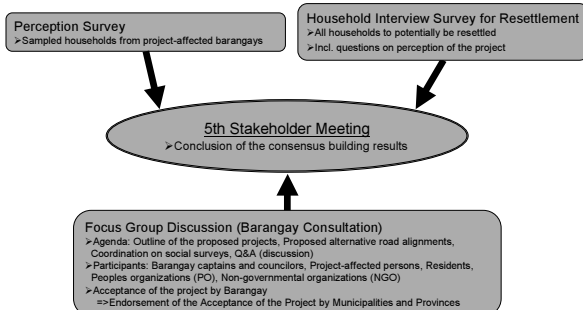 Perception Survey
➢Sampled households from project-affected barangays
Household Interview Survey for Resettlement
➢All households to potentially be resettled
➢Incl. questions on perception of the project
5th Stakeholder Meeting
➢Conclusion of the consensus building results
Focus Group Discussion (Barangay Consultation)
➢Agenda: Outline of the proposed projects, Proposed alternative road alignments,
Coordination on social surveys, Q&A (discussion)
➢Participants: Barangay captains and councilors, Project-affected persons, Residents,
Peoples organizations (PO), Non-governmental organizations (NGO)
➢Acceptance of the project by Barangay
=>Endorsement of the Acceptance of the Project by Municipalities and Provinces